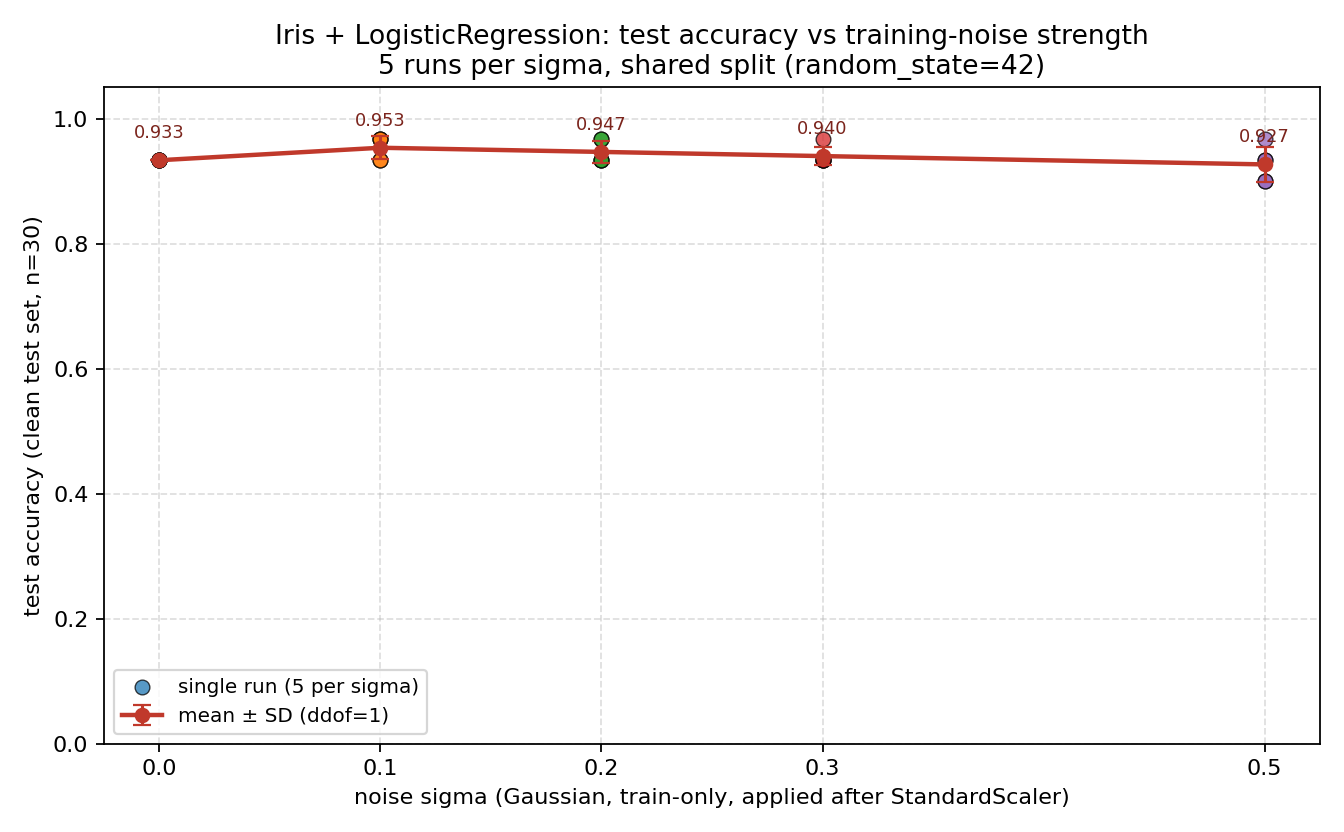 Iris + LogisticRegression: test accuracy vs training-noise strength
5 runs per sigma, shared split (random_state=42)
test accuracy (clean test set, n=30)
1.0
0.8
0.6
0.4
0.2
0.0
0.933
0.953
0.947
0.940
0.927
single run (5 per sigma)
mean ± SD (ddof=1)
0.0
0.1
0.2
0.3
0.5
noise sigma (Gaussian, train-only, applied after StandardScaler)